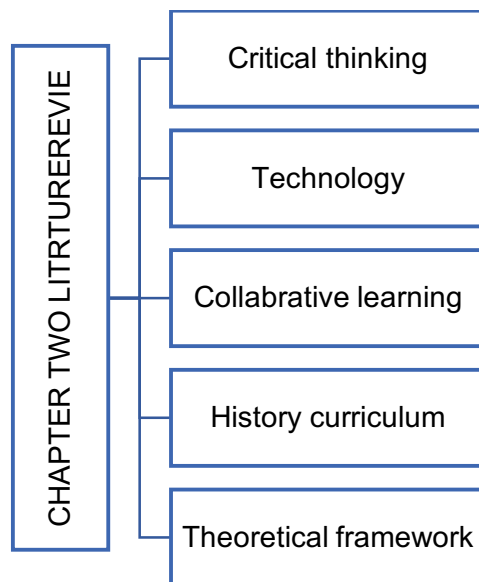 CHAPTER TWO LITRTUREREVIE
Critical thinking
Technology
Collabrative learning
History curriculum
Theoretical framework